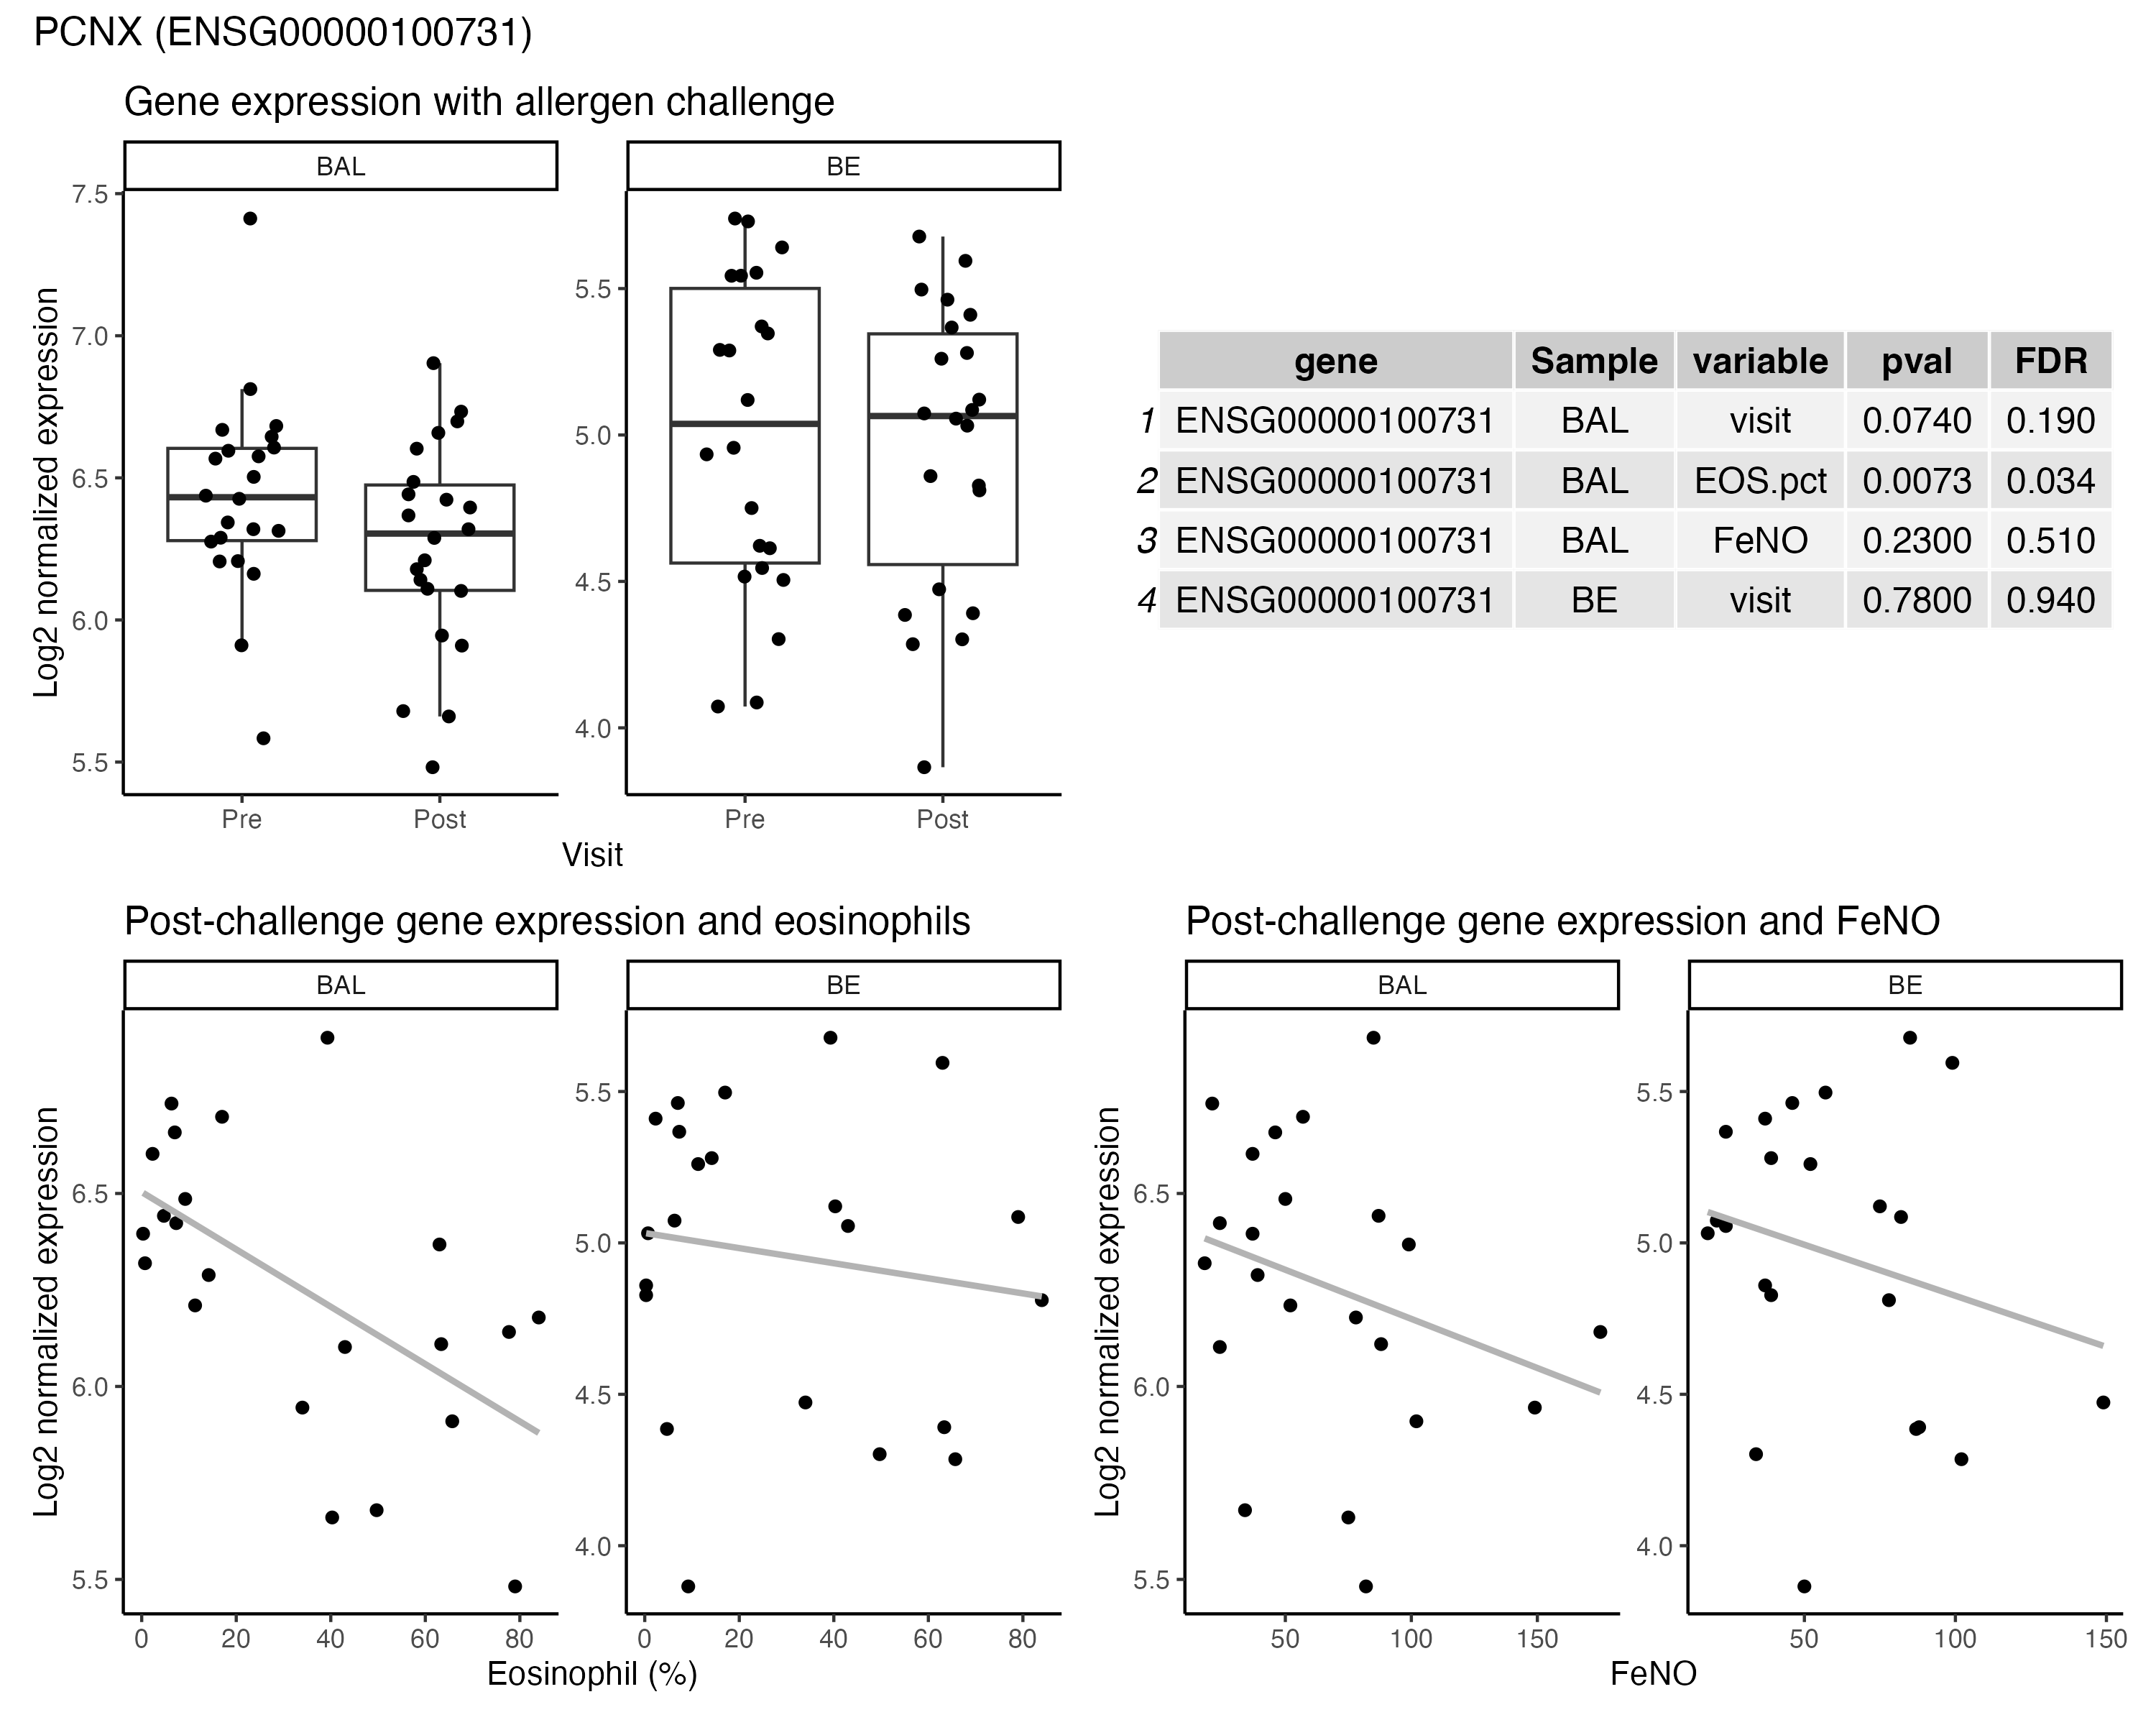 PCNX (ENSG00000100731)
Gene expression with allergen challenge
BAL
BE
Log2 normalized expression
7.5
7.0
6.5
6.0
5.5
5.5
5.0
4.5
4.0
Pre
Post
Pre
Post
Visit
gene Sample variable pval FDR
1 ENSG00000100731 BAL visit 0.0740 0.190
2 ENSG00000100731 BAL EOS.pct 0.0073 0.034
3 ENSG00000100731 BAL FeNO 0.2300 0.510
4 ENSG00000100731 BE visit 0.7800 0.940
Post-challenge gene expression and eosinophils
BAL
BE
Log2 normalized expression
6.5
6.0
5.5
5.5
5.0
4.5
4.0
0 20 40 60 80
0 20 40 60 80
Eosinophil (%)
Post-challenge gene expression and FeNO
BAL
BE
Log2 normalized expression
6.5
6.0
5.5
5.5
5.0
4.5
4.0
50 100 150
50 100 150
FeNO